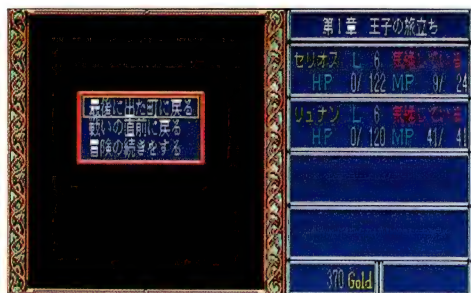 最後に出た町に戻る
戦いの直前に戻る
冒険の続きをする
第1章 王子の旅立ち
セリオス L 6. 気絶している
HP 0/ 122 MP 9/ 24
リュナン L 6. 気絶している
HP 0/ 120 MP 41/ 41
370 Gold